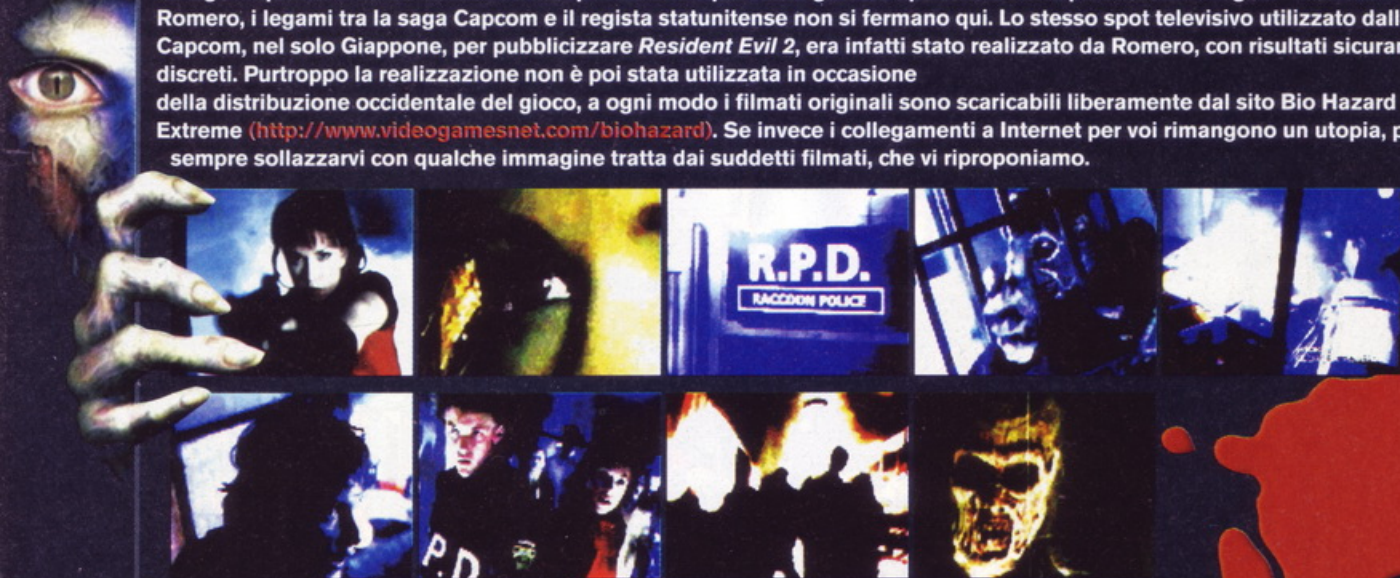 Romero, i legami tra la saga Capcom e il regista statunitense non si fermano qui. Lo stesso spot televisivo utilizzato
Capcom, nel solo Giappone, per pubblicizzare Resident Evil 2, era infatti stato realizzato da Romero, con risultati
discreti. Purtroppo la realizzazione non è poi stata utilizzata in occasione
della distribuzione occidentale del gioco, a ogni modo i filmati originali sono scaricabili liberamente dal sito Bio Hazard
Extreme (http://www.videogamesnet.com/biohazard). Se invece i collegamenti a Internet per voi rimangono un utopia,
sempre sollazzarvi con qualche immagine tratta dai suddetti filmati, che vi riproponiamo.
R.P.D.
RACCOON POLICE
P.D